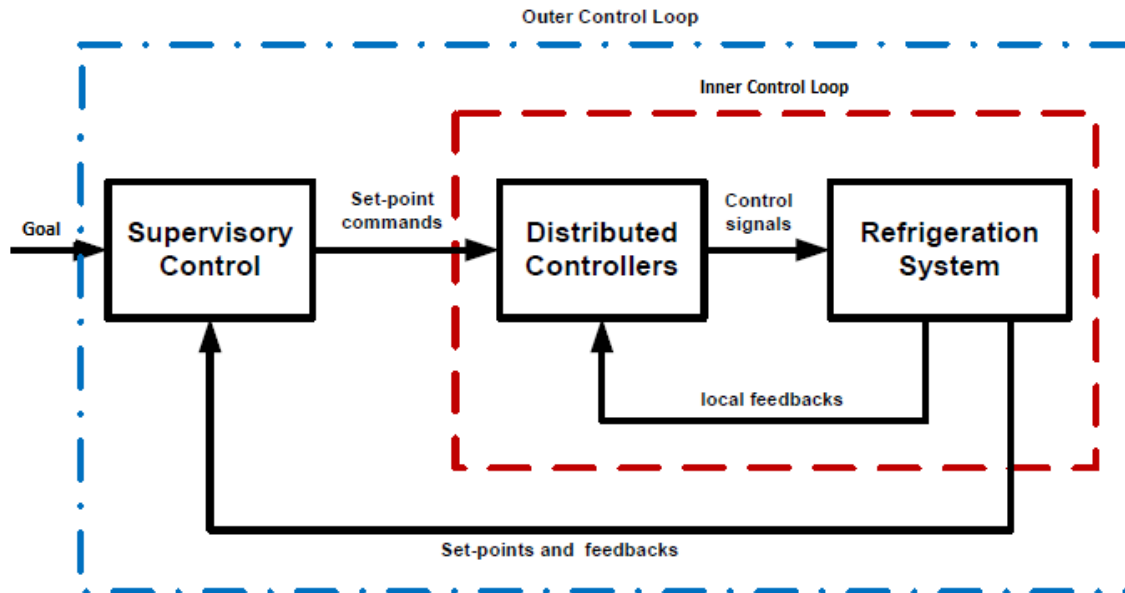 Outer Control Loop
Inner Control Loop
Goal
Supervisory
Control
Set-point
commands
Distributed
Controllers
Control
signals
Refrigeration
System
local feedbacks
Set-points and feedbacks